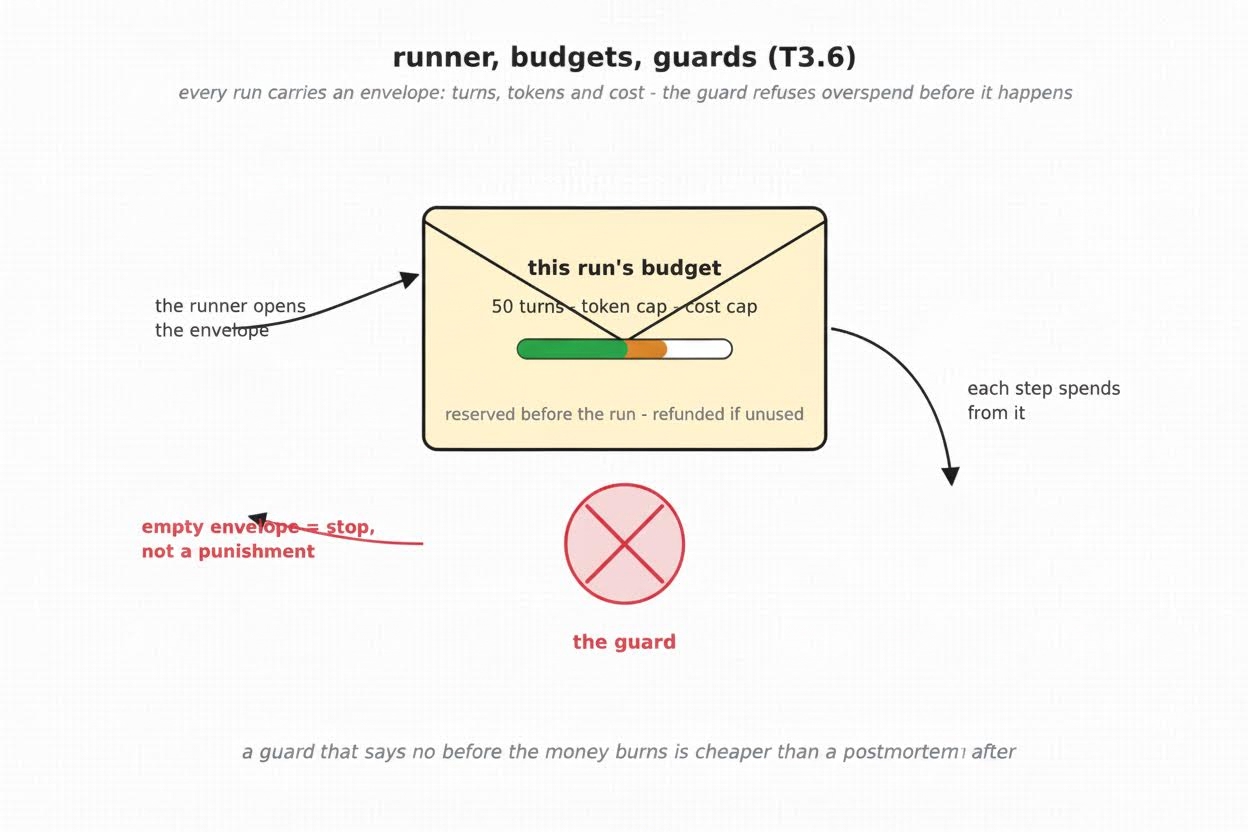 runner, budgets, guards (T3.6)
every run carries an envelope: turns, tokens and cost - the guard refuses overspend before it happens
this run's budget
50 turns - token cap - cost cap
reserved before the run - refunded if unused
the runner opens
the envelope
each step spends
from it
empty envelope = stop,
not a punishment
the guard
a guard that says no before the money burns is cheaper than a postmortem after